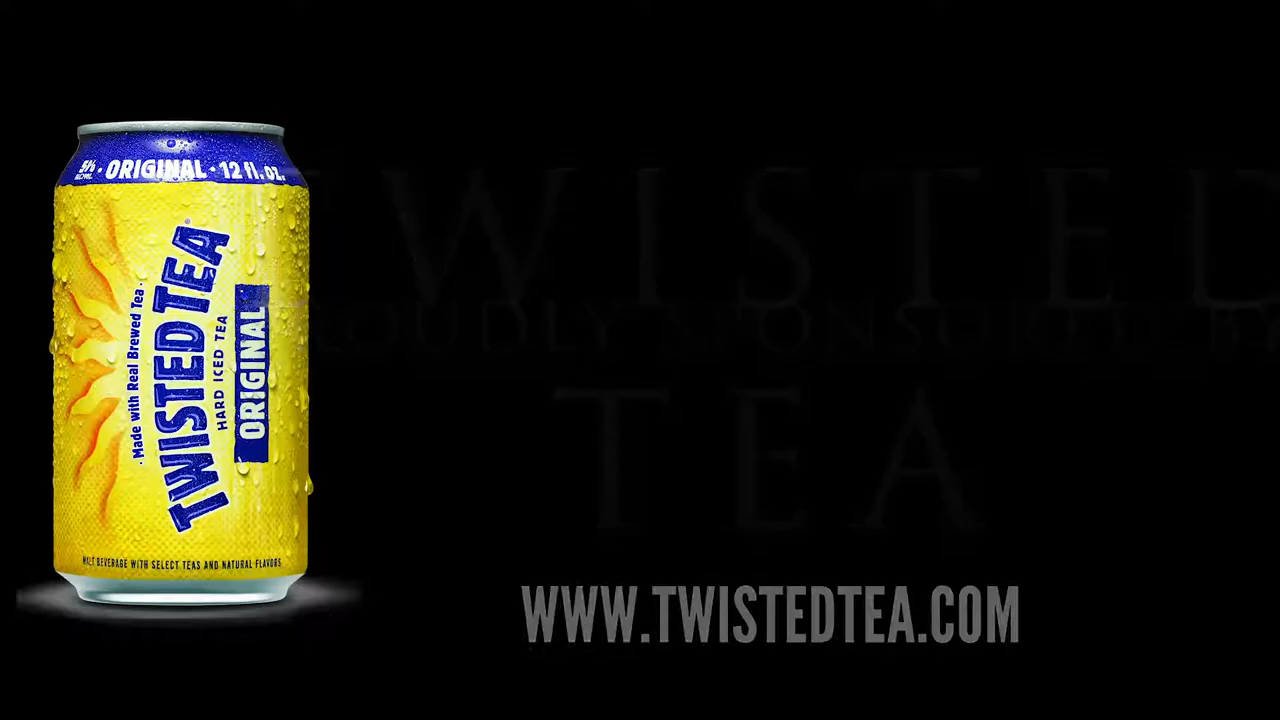 5% ALC/VOL · ORIGINAL · 12 fl. oz.
· Made with Real Brewed Tea ·
TWISTED TEA
HARD ICED TEA
ORIGINAL
MALT BEVERAGE WITH SELECT TEAS AND NATURAL FLAVORS
TWISTED
PROUDLY SPONSORED BY
TEA
WWW.TWISTEDTEA.COM